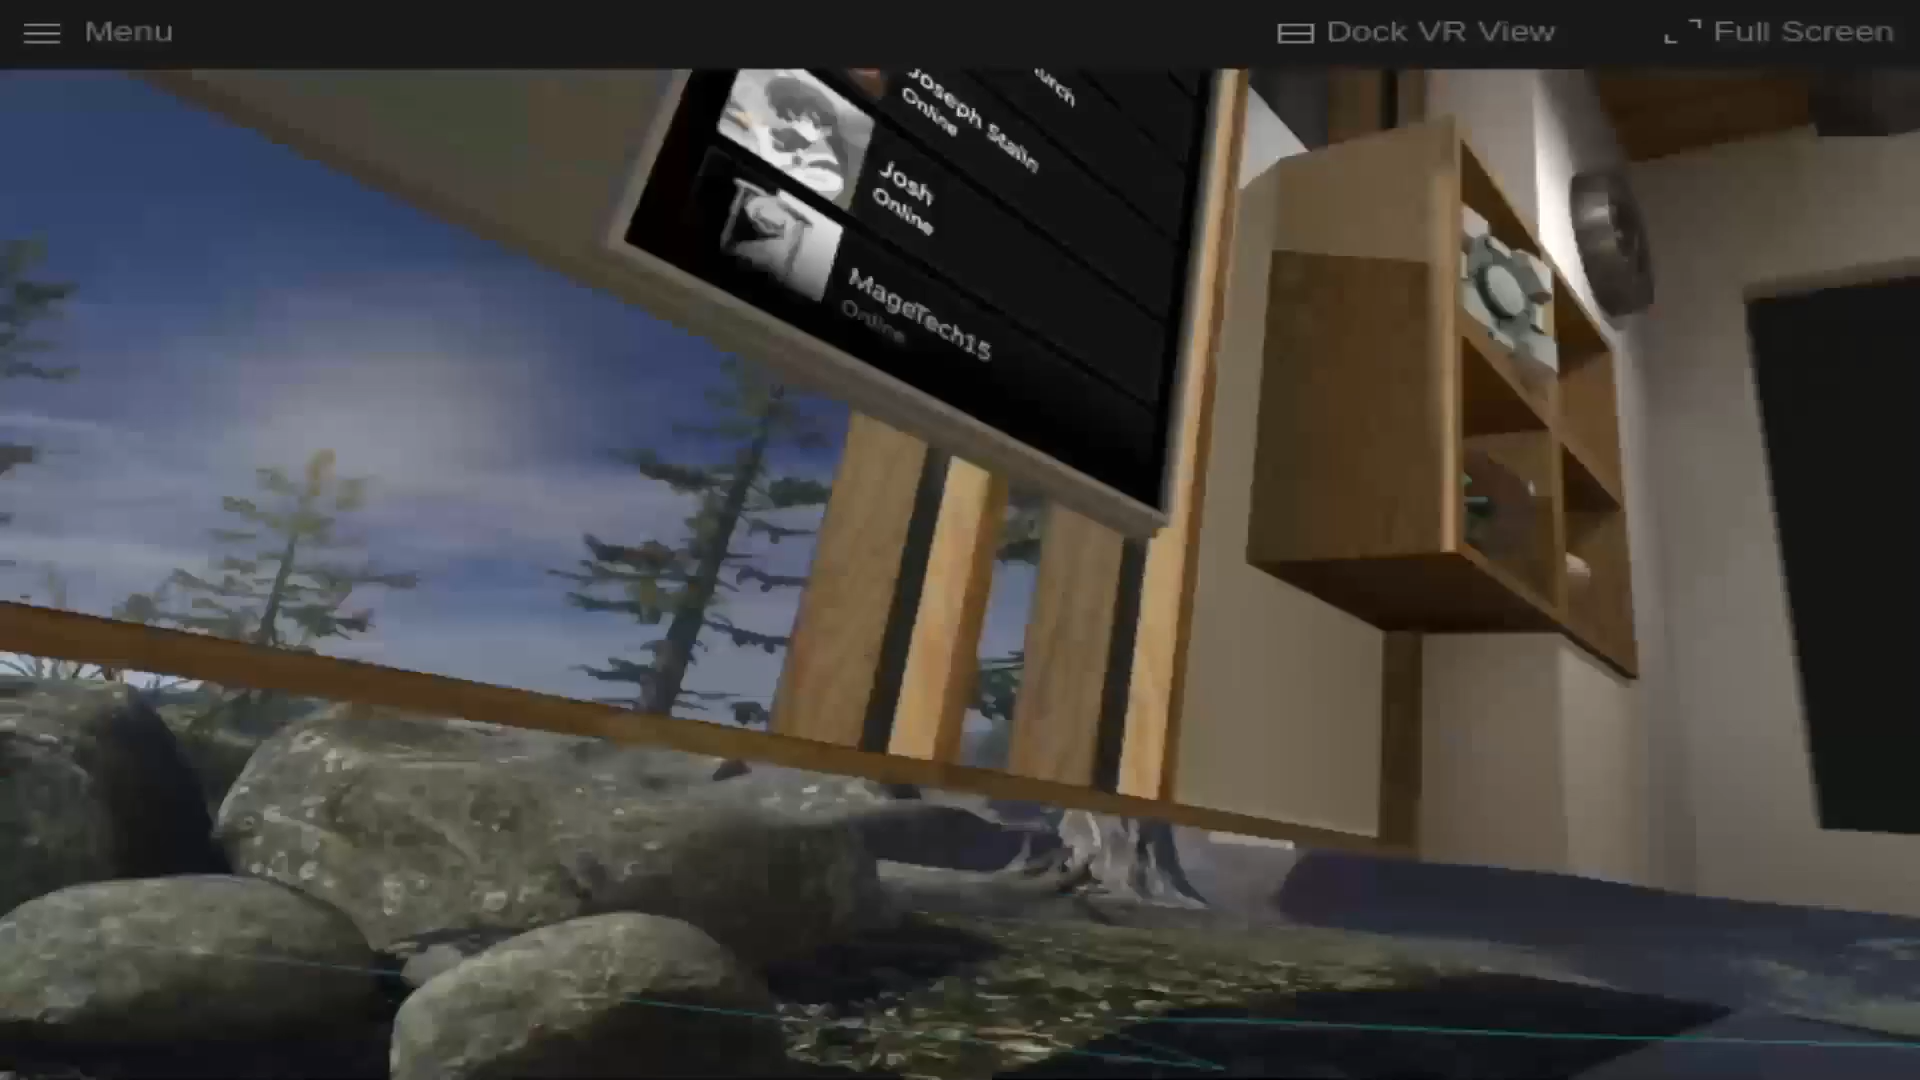 Menu
Dock VR View
Full Screen
Joseph Stalin
Online
Josh
Online
MageTech15
Online